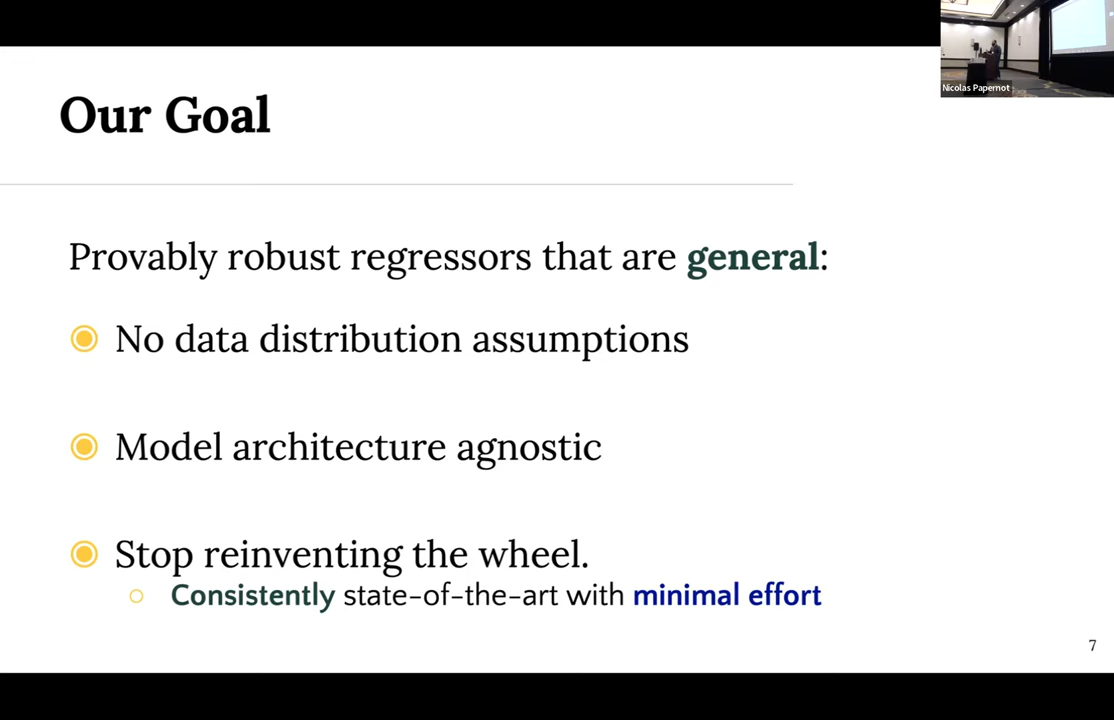 Nicolas Papernot
Our Goal
Provably robust regressors that are general:
No data distribution assumptions
Model architecture agnostic
Stop reinventing the wheel.
Consistently state-of-the-art with minimal effort
7